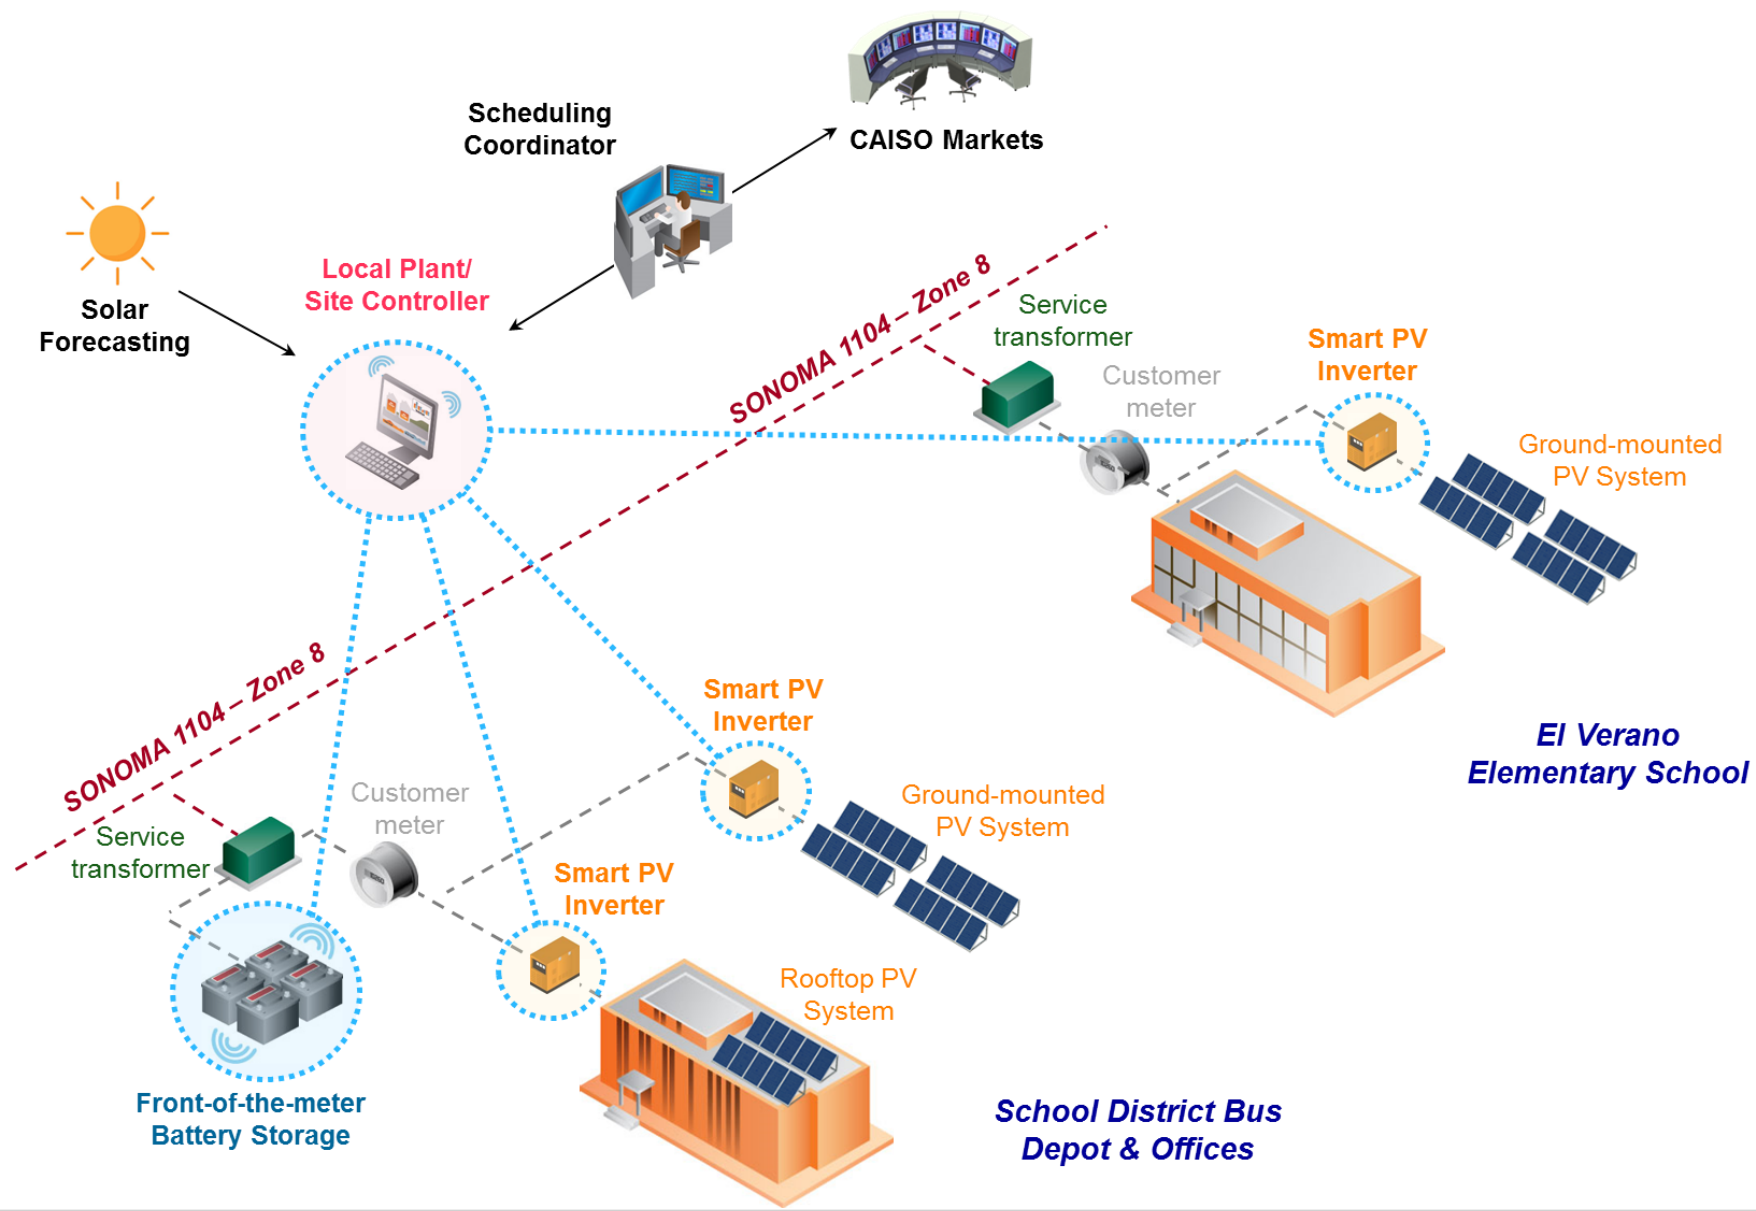 Scheduling
Coordinator
CAISO Markets
Solar
Forecasting
Local Plant/
Site Controller
SONOMA 1104 – Zone 8
Service
transformer
Customer
meter
Smart PV
Inverter
Ground-mounted
PV System
El Verano
Elementary School
SONOMA 1104 – Zone 8
Service
transformer
Customer
meter
Smart PV
Inverter
Ground-mounted
PV System
Smart PV
Inverter
Rooftop PV
System
Front-of-the-meter
Battery Storage
School District Bus
Depot & Offices